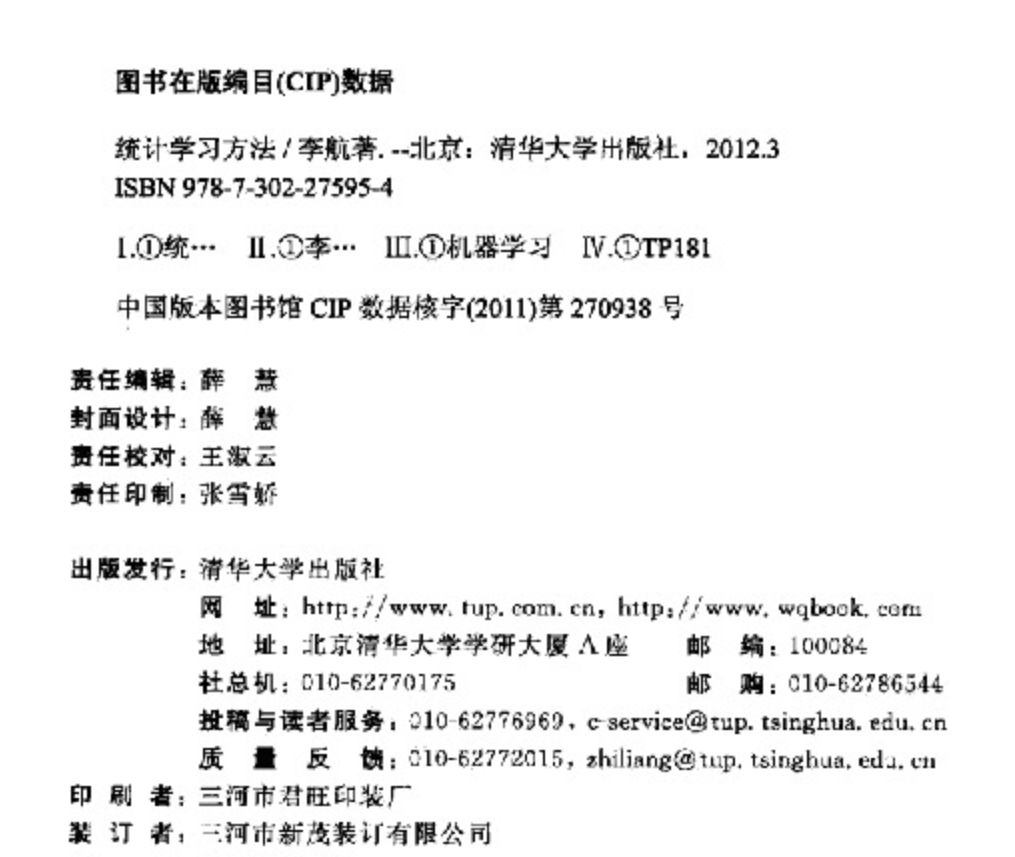 图书在版编目(CIP)数据
统计学习方法 / 李航著. --北京：清华大学出版社，2012.3
ISBN 978-7-302-27595-4
Ⅰ.①统… Ⅱ.①李… Ⅲ.①机器学习 Ⅳ.①TP181
中国版本图书馆 CIP 数据核字(2011)第 270938 号
责任编辑：薛 慧
封面设计：薛 慧
责任校对：王淑云
责任印制：张雪娇
出版发行：清华大学出版社
网 址：http://www.tup.com.cn, http://www.wqbook.com
地 址：北京清华大学学研大厦 A 座 邮 编：100084
社总机：010-62770175 邮 购：010-62786544
投稿与读者服务：010-62776969, c-service@tup.tsinghua.edu.cn
质 量 反 馈：010-62772015, zhiliang@tup.tsinghua.edu.cn
印 刷 者：三河市君旺印装厂
装 订 者：三河市新茂装订有限公司